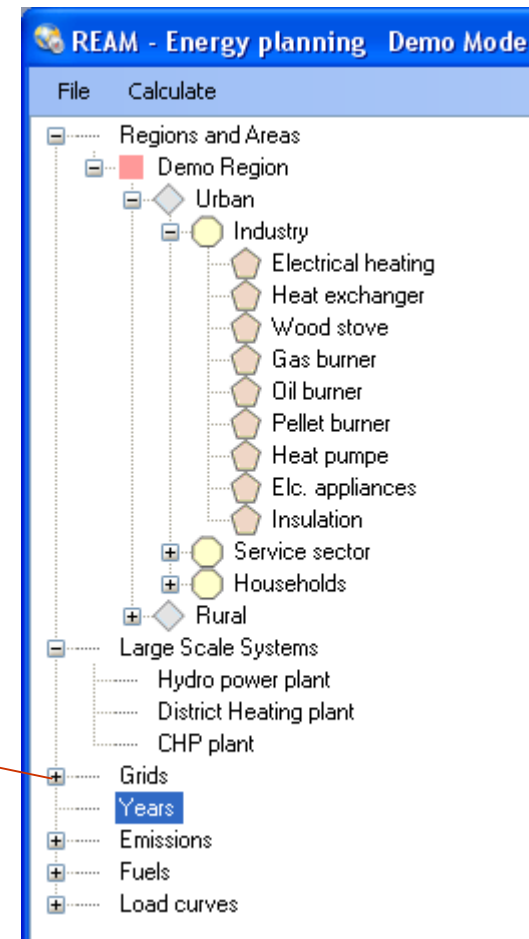 REAM - Energy planning Demo Mode
File Calculate
Regions and Areas
Demo Region
Urban
Industry
Electrical heating
Heat exchanger
Wood stove
Gas burner
Oil burner
Pellet burner
Heat pumpe
Elc. appliances
Insulation
Service sector
Households
Rural
Large Scale Systems
Hydro power plant
District Heating plant
CHP plant
Grids
Years
Emissions
Fuels
Load curves